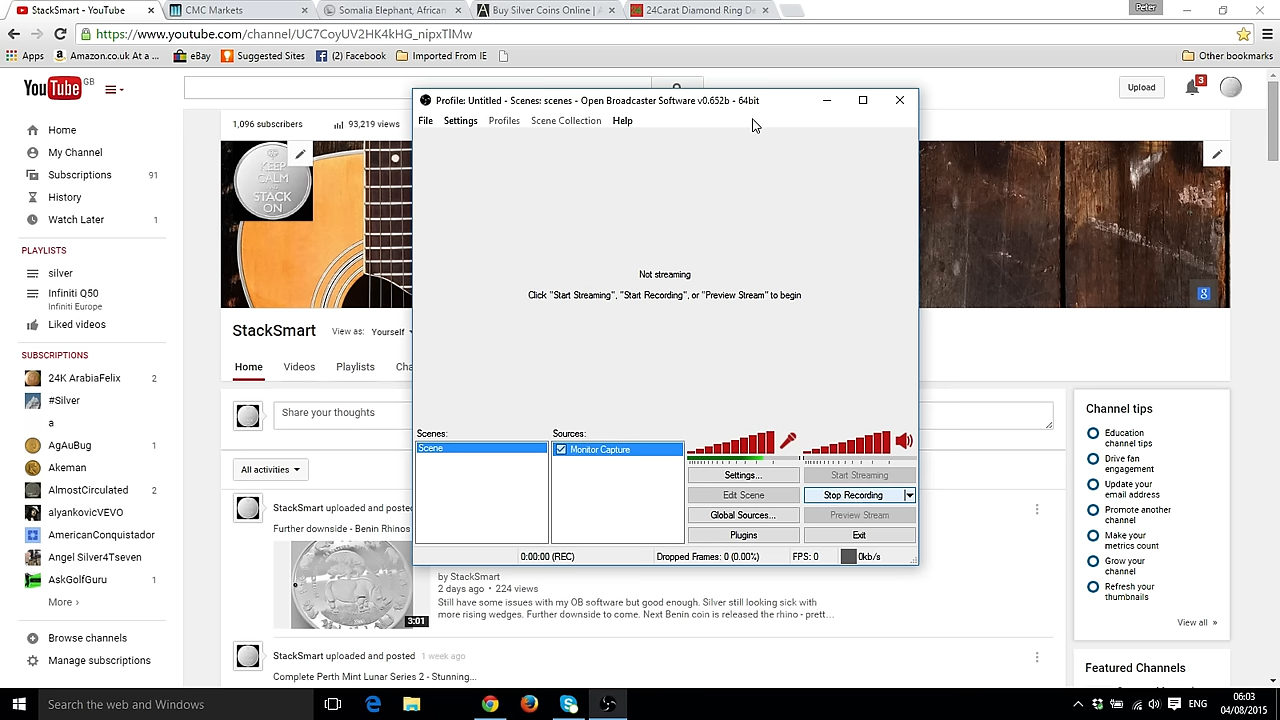 StackSmart - YouTube
CMC Markets
Somalia Elephant, African
Buy Silver Coins Online | A
24Carat Diamond Ring De
Peter
https://www.youtube.com/channel/UC7CoyUV2HK4kHG_nipxTlMw
Apps
Amazon.co.uk At a ...
eBay
Suggested Sites
(2) Facebook
Imported From IE
Other bookmarks
YouTube GB
Upload
3
Home
My Channel
Subscriptions 91
History
Watch Later 1
PLAYLISTS
silver
Infiniti Q50
Infiniti Europe
Liked videos
SUBSCRIPTIONS
24K ArabiaFelix 2
#Silver
a
AgAuBug 1
Akeman
AlmostCirculated 2
alyankovicVEVO
AmericanConquistador
Angel Silver4Tseven
AskGolfGuru 1
More ›
Browse channels
Manage subscriptions
1,096 subscribers
93,219 views
KEEP
CALM
STACK
ON
StackSmart
View as: Yourself
Home
Videos
Playlists
Cha
Share your thoughts
All activities
StackSmart uploaded and posted
Further downside - Benin Rhinos
3:01
by StackSmart
2 days ago • 224 views
Still have some issues with my OB software but good enough. Silver still looking sick with
more rising wedges. Further downside to come. Next Benin coin is released the rhino - prett...
StackSmart uploaded and posted 1 week ago
Complete Perth Mint Lunar Series 2 - Stunning...
Profile: Untitled - Scenes: scenes - Open Broadcaster Software v0.652b - 64bit
File
Settings
Profiles
Scene Collection
Help
Not streaming
Click "Start Streaming", "Start Recording", or "Preview Stream" to begin
Scenes:
Scene
Sources:
Monitor Capture
Settings...
Start Streaming
Edit Scene
Stop Recording
Global Sources...
Preview Stream
Plugins
Exit
0:00:00 (REC)
Dropped Frames: 0 (0.00%)
FPS: 0
0kb/s
Channel tips
Education
channel tips
Drive fan
engagement
Update your
email address
Promote another
channel
Make your
metrics count
Grow your
channel
Refresh your
thumbnails
View all »
Featured Channels
Search the web and Windows
ENG
06:03
04/08/2015